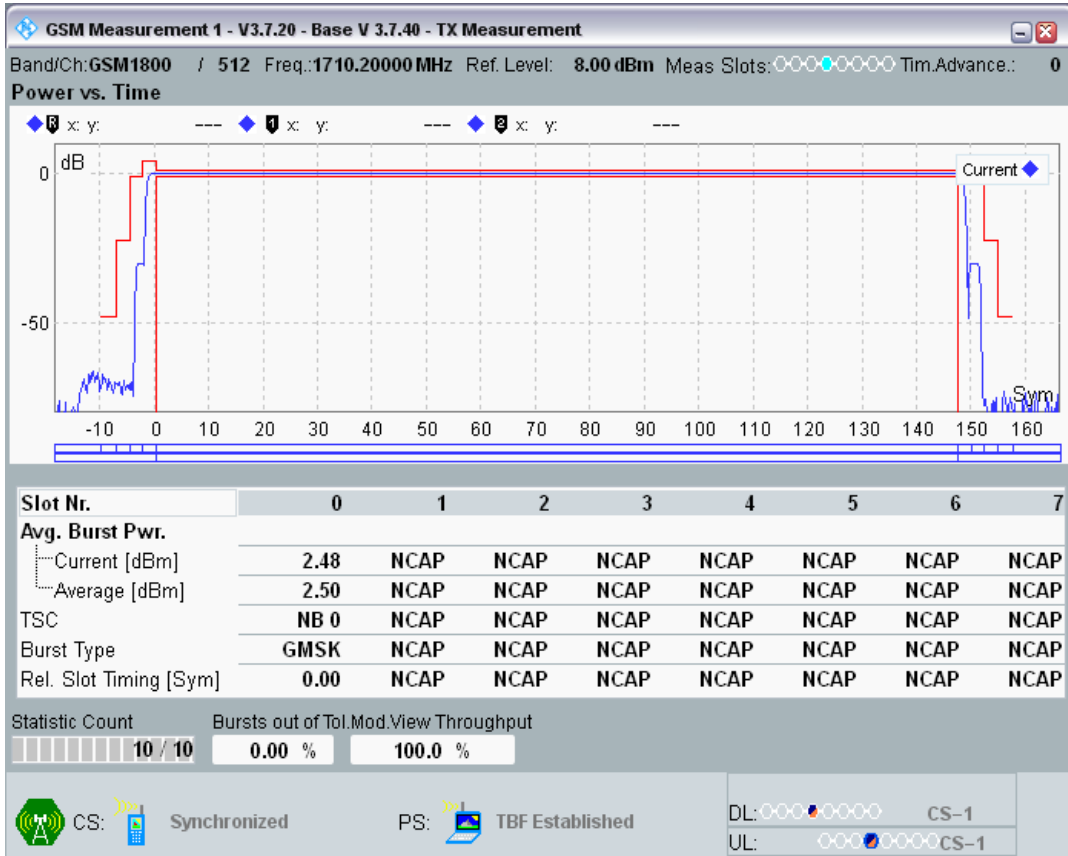 GSM Measurement 1 - V3.7.20 - Base V 3.7.40 - TX Measurement
Band/Ch:GSM1800 / 512 Freq.:1710.20000 MHz Ref. Level: 8.00 dBm Meas Slots: Tim.Advance.: 0
Power vs. Time
R x: y: --- 1 x: y: --- 2 x: y: ---
dB
Current
0
-50
Sym
-10 0 10 20 30 40 50 60 70 80 90 100 110 120 130 140 150 160
Slot Nr. 0 1 2 3 4 5 6 7
Avg. Burst Pwr.
Current [dBm] 2.48 NCAP NCAP NCAP NCAP NCAP NCAP NCAP
Average [dBm] 2.50 NCAP NCAP NCAP NCAP NCAP NCAP NCAP
TSC NB 0 NCAP NCAP NCAP NCAP NCAP NCAP NCAP
Burst Type GMSK NCAP NCAP NCAP NCAP NCAP NCAP NCAP
Rel. Slot Timing [Sym] 0.00 NCAP NCAP NCAP NCAP NCAP NCAP NCAP
Statistic Count Bursts out of Tol. Mod.View Throughput
10 / 10 0.00 % 100.0 %
CS: Synchronized PS: TBF Established
DL: CS-1
UL: CS-1